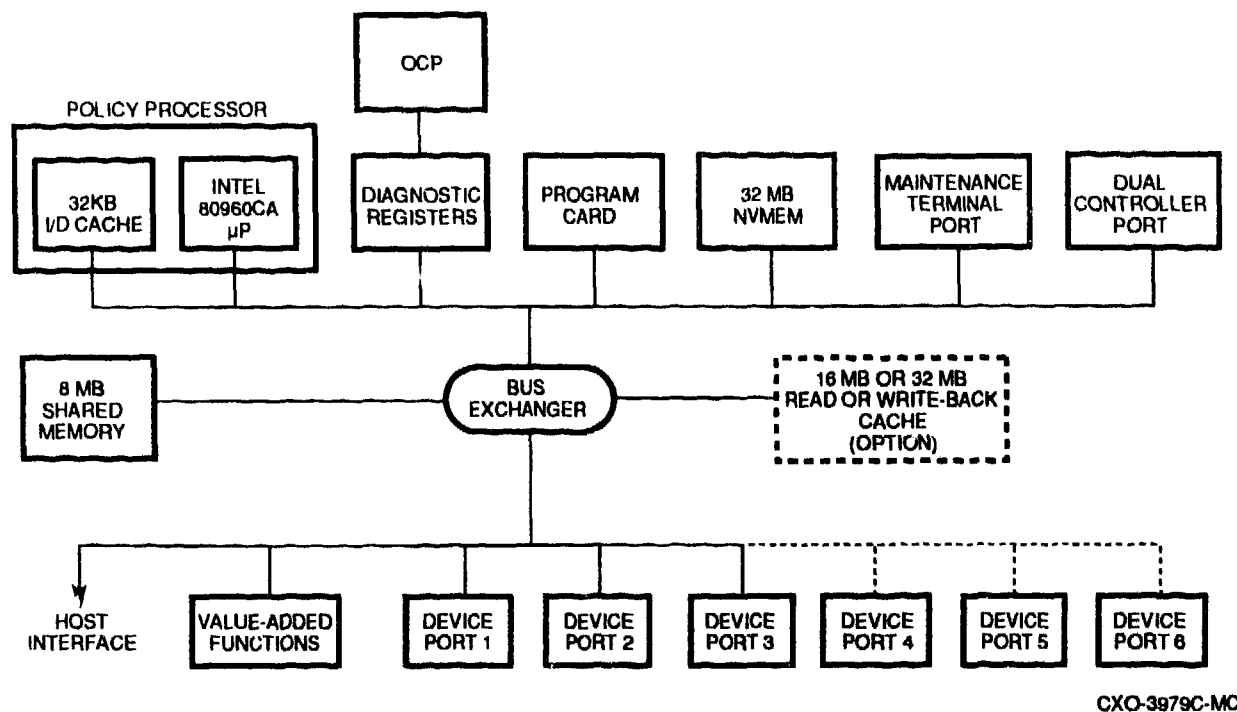 OCP
POLICY PROCESSOR
32KB
I/D CACHE
INTEL
80960CA
µP
DIAGNOSTIC
REGISTERS
PROGRAM
CARD
32 MB
NVMEM
MAINTENANCE
TERMINAL
PORT
DUAL
CONTROLLER
PORT
8 MB
SHARED
MEMORY
BUS
EXCHANGER
16 MB OR 32 MB
READ OR WRITE-BACK
CACHE
(OPTION)
HOST
INTERFACE
VALUE-ADDED
FUNCTIONS
DEVICE
PORT 1
DEVICE
PORT 2
DEVICE
PORT 3
DEVICE
PORT 4
DEVICE
PORT 5
DEVICE
PORT 6
CXO-3979C-MC